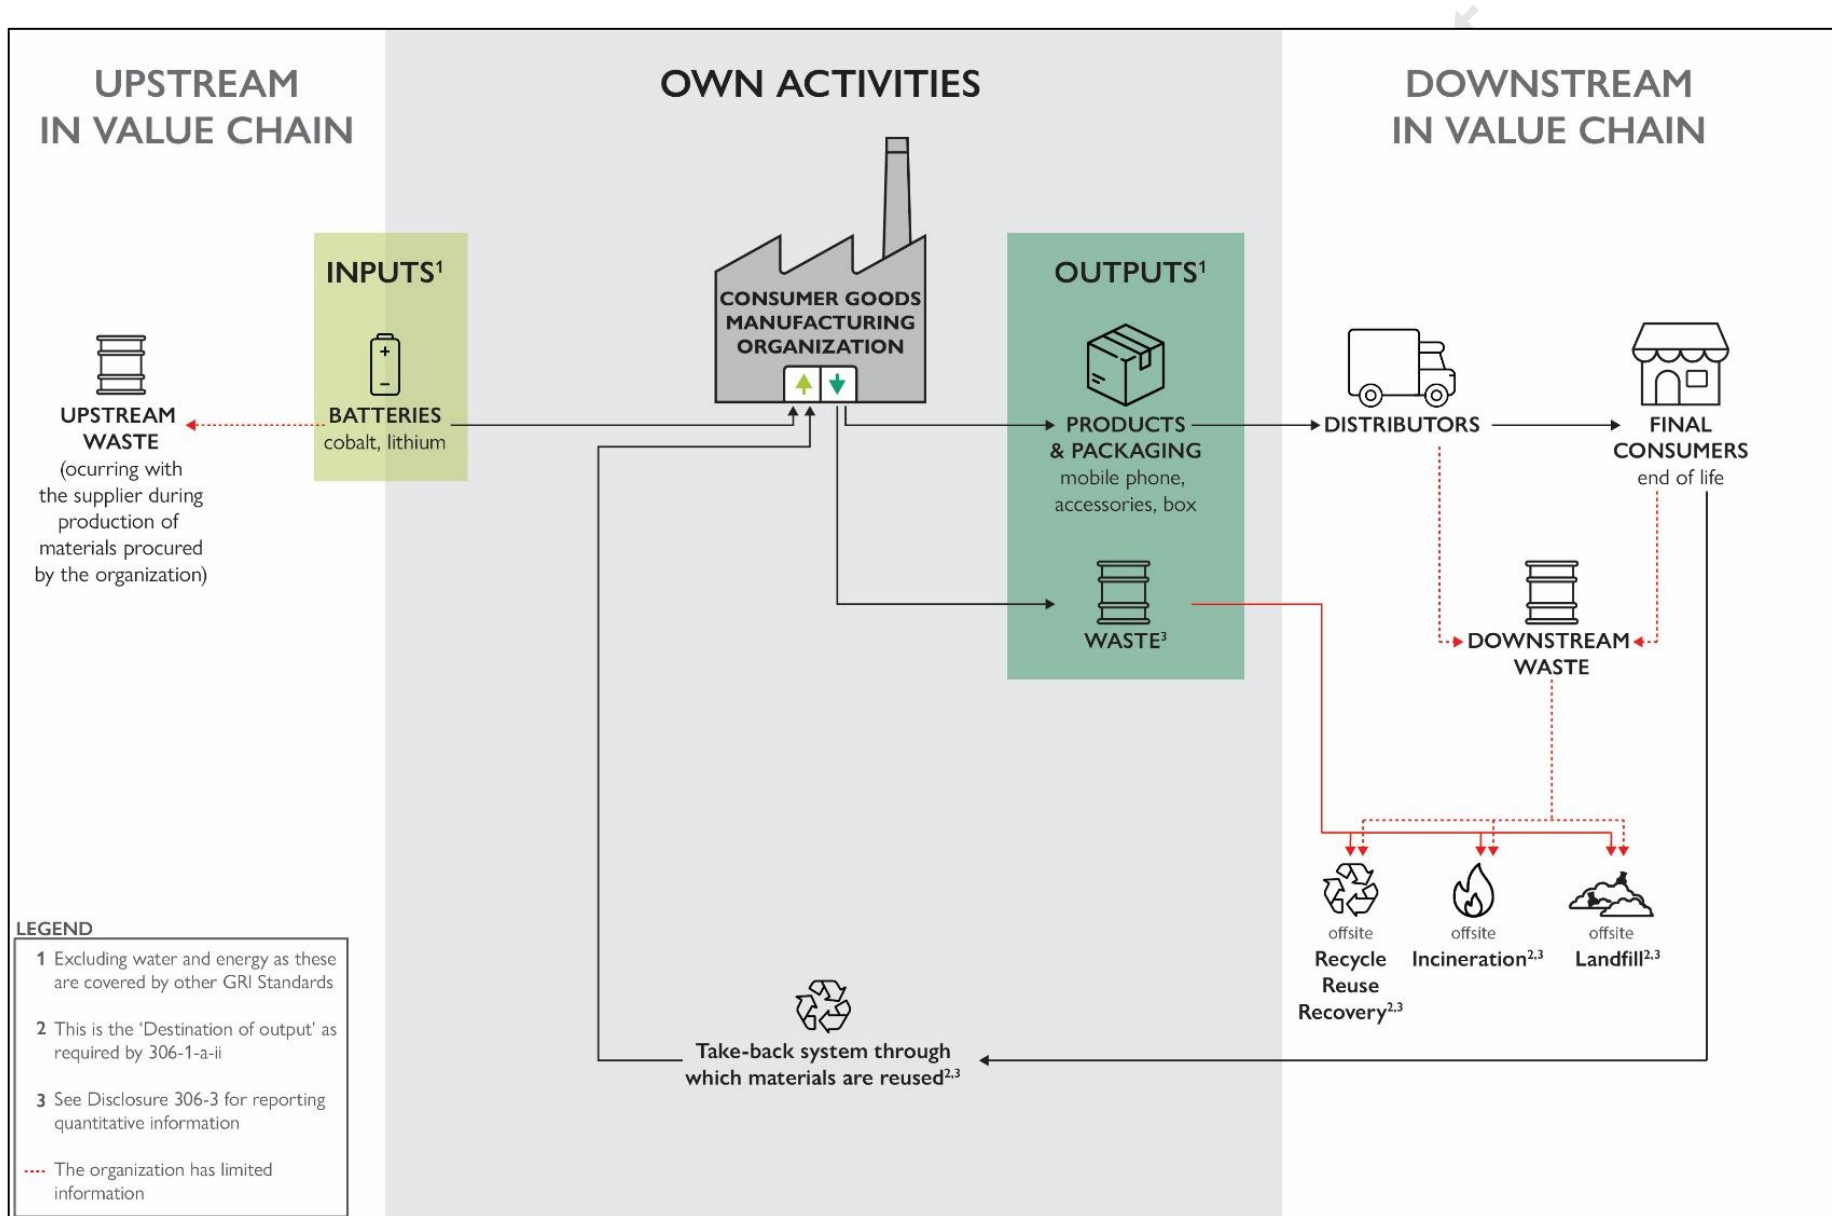 UPSTREAM
IN VALUE CHAIN
OWN ACTIVITIES
DOWNSTREAM
IN VALUE CHAIN
INPUTS¹
BATTERIES
cobalt, lithium
UPSTREAM
WASTE
(ocurring with
the supplier during
production of
materials procured
by the organization)
CONSUMER GOODS
MANUFACTURING
ORGANIZATION
OUTPUTS¹
PRODUCTS
& PACKAGING
mobile phone,
accessories, box
WASTE³
DISTRIBUTORS
FINAL
CONSUMERS
end of life
DOWNSTREAM
WASTE
offsite
Recycle
Reuse
Recovery²,³
offsite
Incineration²,³
offsite
Landfill²,³
Take-back system through
which materials are reused²,³
LEGEND
1 Excluding water and energy as these
are covered by other GRI Standards
2 This is the ‘Destination of output’ as
required by 306-1-a-ii
3 See Disclosure 306-3 for reporting
quantitative information
The organization has limited
information